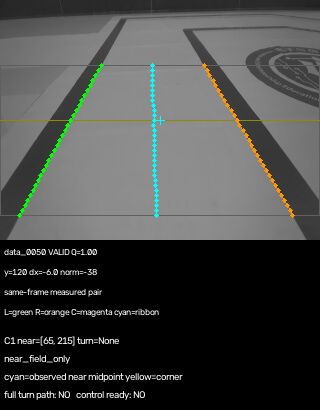 data_0050 VALID Q=1.00
y=120 dx=-6.0 norm=-38
same-frame measured pair
L=green R=orange C=magenta cyan=ribbon
C1 near=[65, 215] turn=None
near_field_only
cyan=observed near midpoint yellow=corner
full turn path: NO control ready: NO